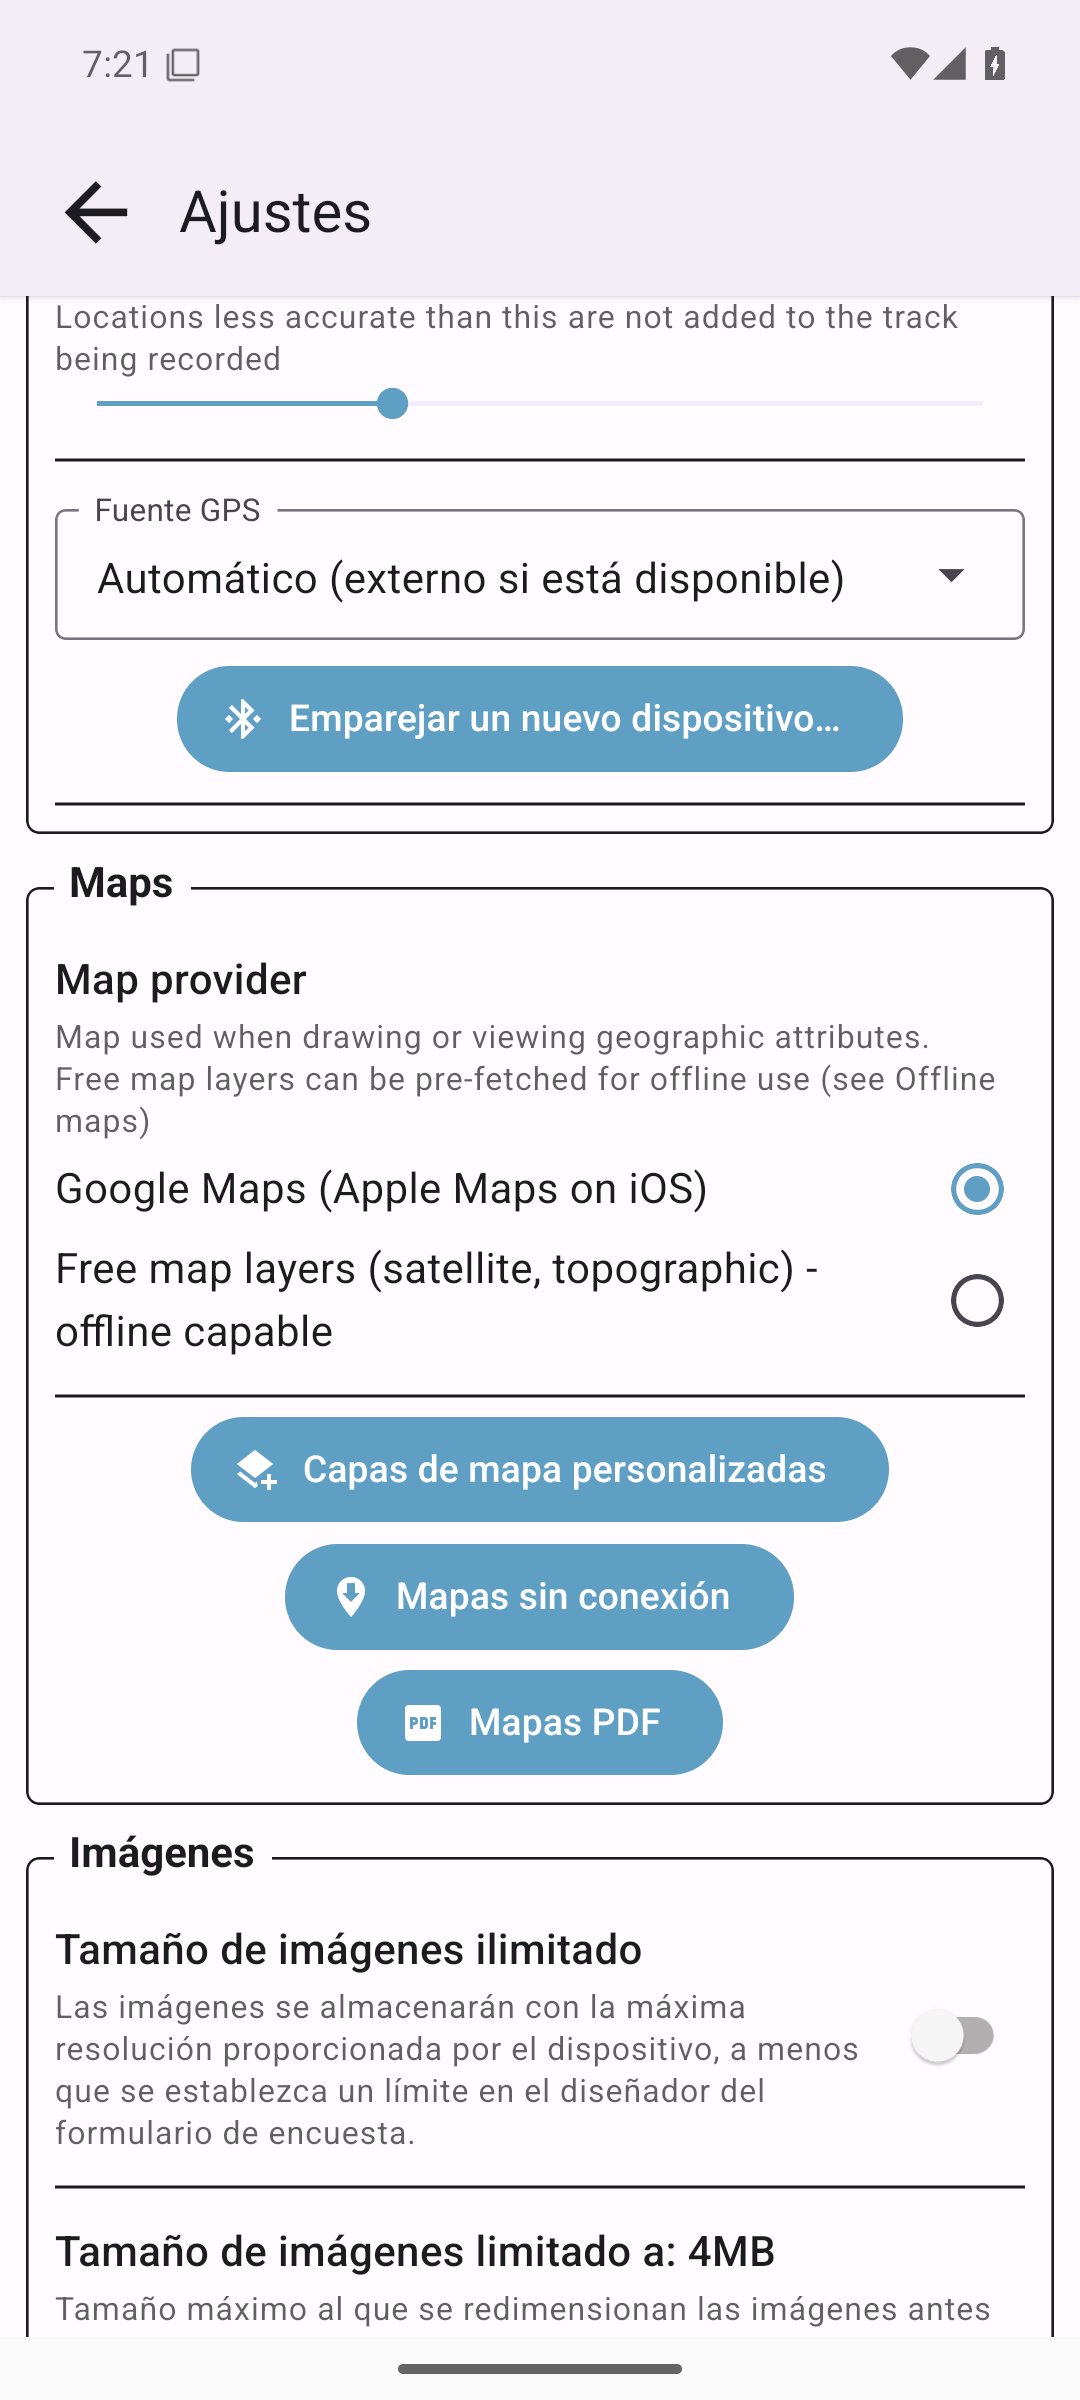 7:21
Ajustes
Locations less accurate than this are not added to the track
being recorded
Fuente GPS
Automático (externo si está disponible)
Emparejar un nuevo dispositivo...
Maps
Map provider
Map used when drawing or viewing geographic attributes.
Free map layers can be pre-fetched for offline use (see Offline
maps)
Google Maps (Apple Maps on iOS)
Free map layers (satellite, topographic) -
offline capable
Capas de mapa personalizadas
Mapas sin conexión
PDF Mapas PDF
Imágenes
Tamaño de imágenes ilimitado
Las imágenes se almacenarán con la máxima
resolución proporcionada por el dispositivo, a menos
que se establezca un límite en el diseñador del
formulario de encuesta.
Tamaño de imágenes limitado a: 4MB
Tamaño máximo al que se redimensionan las imágenes antes